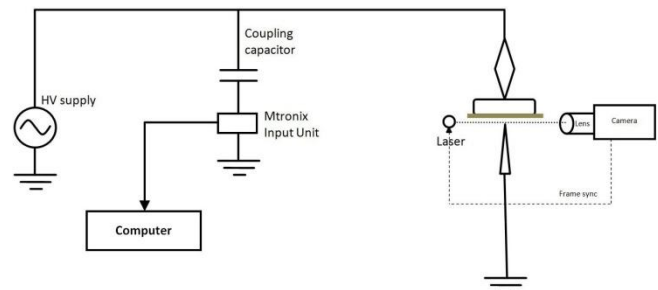 Coupling
capacitor
HV supply
Mtronix
Input Unit
Laser
Lens
Camera
Frame sync
Computer